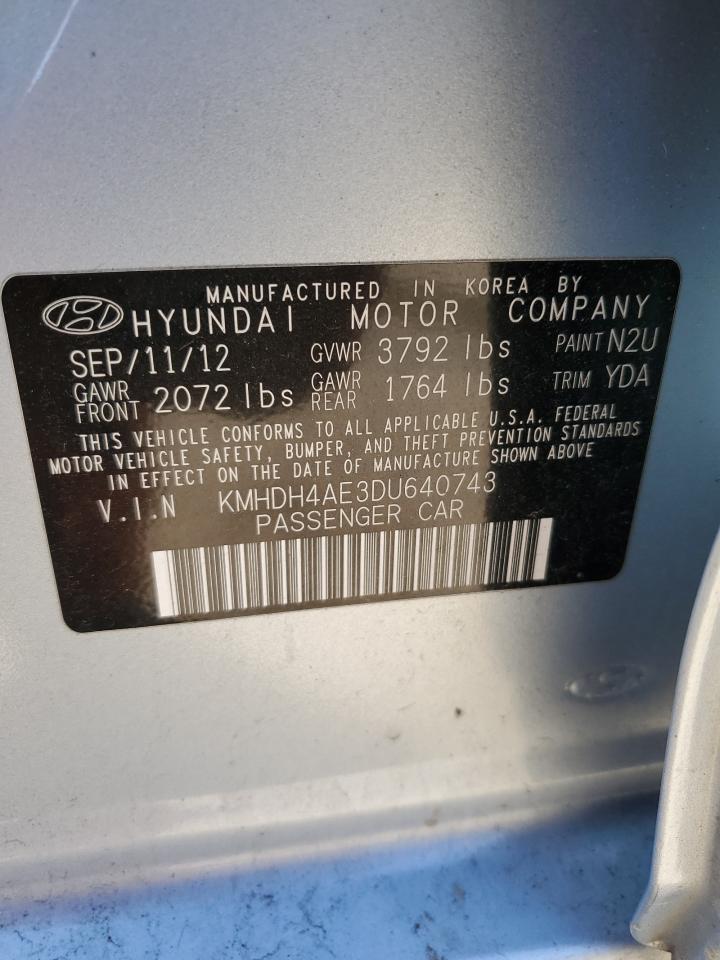 MANUFACTURED IN KOREA BY
HYUNDAI MOTOR COMPANY
SEP/11/12 GVWR 3792 lbs PAINT N2U
GAWR FRONT 2072 lbs GAWR REAR 1764 lbs TRIM YDA
THIS VEHICLE CONFORMS TO ALL APPLICABLE U.S.A. FEDERAL
MOTOR VEHICLE SAFETY, BUMPER, AND THEFT PREVENTION STANDARDS
IN EFFECT ON THE DATE OF MANUFACTURE SHOWN ABOVE
V.I.N KMHDH4AE3DU640743
PASSENGER CAR